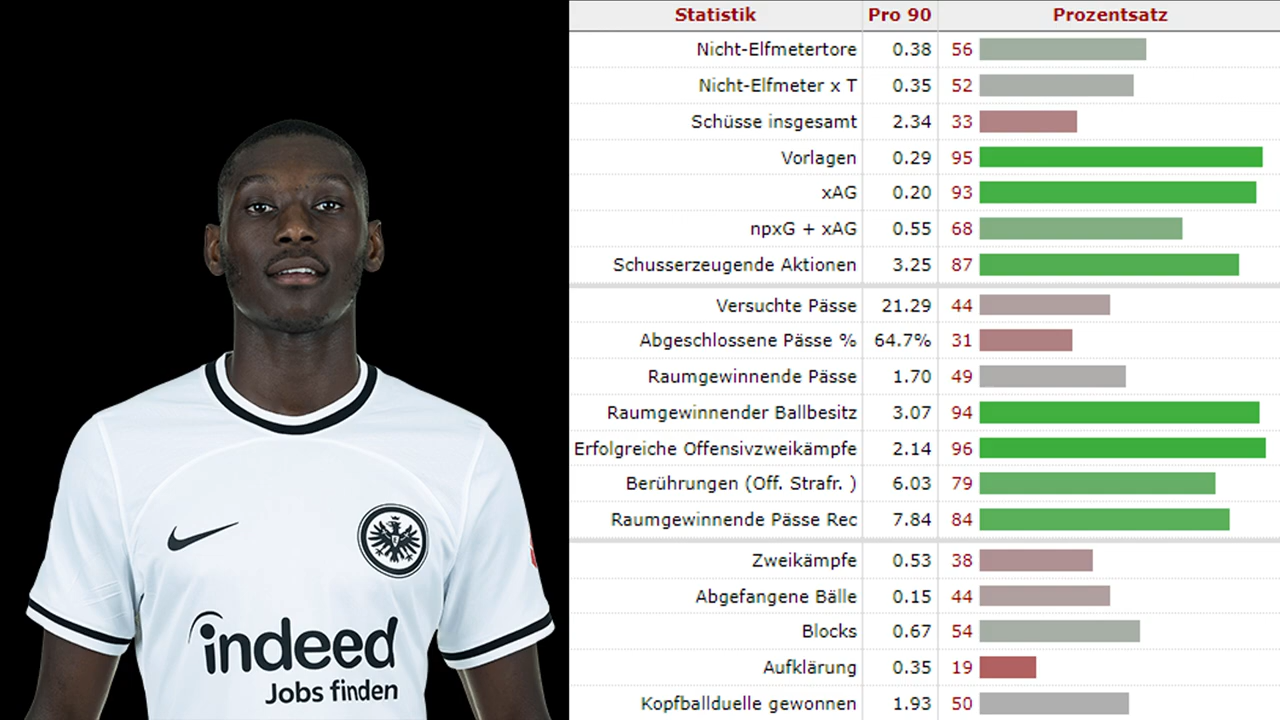 Statistik Pro 90 Prozentsatz
Nicht-Elfmetertore 0.38 56
Nicht-Elfmeter x T 0.35 52
Schüsse insgesamt 2.34 33
Vorlagen 0.29 95
xAG 0.20 93
npxG + xAG 0.55 68
Schusserzeugende Aktionen 3.25 87
Versuchte Pässe 21.29 44
Abgeschlossene Pässe % 64.7% 31
Raumgewinnende Pässe 1.70 49
Raumgewinnender Ballbesitz 3.07 94
Erfolgreiche Offensivzweikämpfe 2.14 96
Berührungen (Off. Strafr. ) 6.03 79
Raumgewinnende Pässe Rec 7.84 84
Zweikämpfe 0.53 38
Abgefangene Bälle 0.15 44
Blocks 0.67 54
Aufklärung 0.35 19
Kopfballduelle gewonnen 1.93 50
indeed
Jobs finden